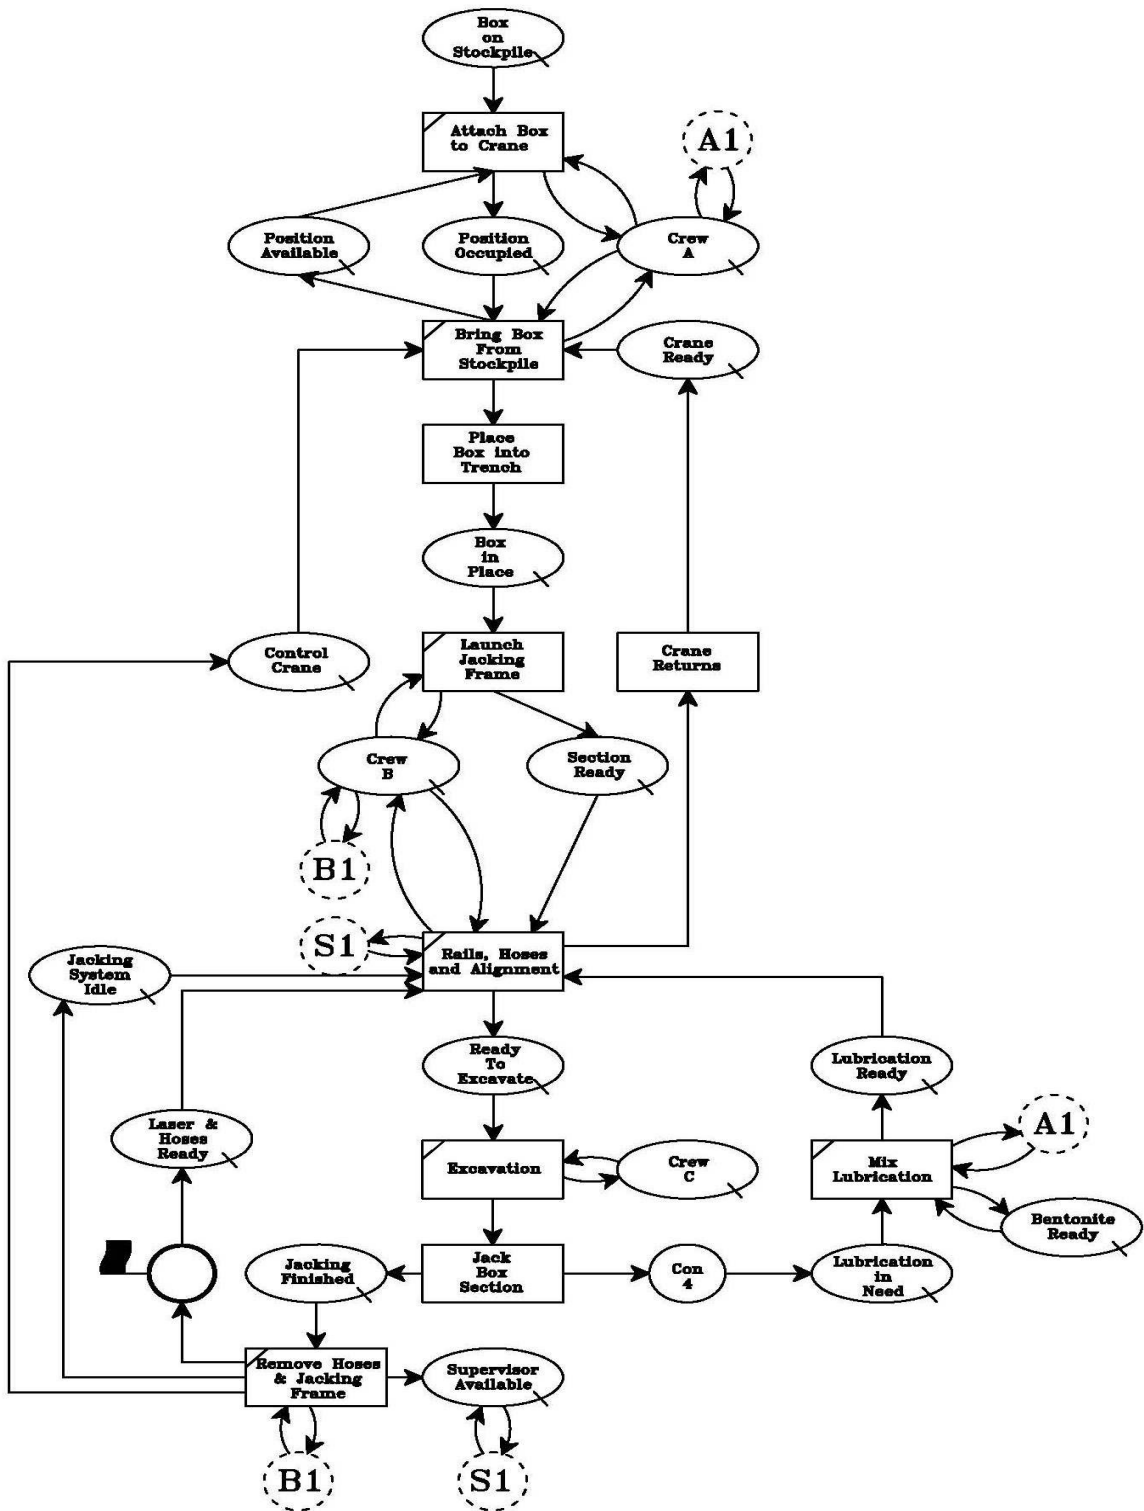 Box
on
Stockpile
Attach Box
to Crane
A1
Position
Available
Position
Occupied
Crew
A
Bring Box
From
Stockpile
Crane
Ready
Place
Box into
Trench
Box
in
Place
Control
Crane
Launch
Jacking
Frame
Crane
Returns
Crew
B
Section
Ready
B1
S1
Rails, Hoses
and Alignment
Jacking
System
Idle
Ready
To
Excavate
Lubrication
Ready
Laser &
Hoses
Ready
Excavation
Crew
C
Mix
Lubrication
A1
Bentonite
Ready
Jacking
Finished
Jack
Box
Section
Con
4
Lubrication
in
Need
Remove Hoses
& Jacking
Frame
Supervisor
Available
B1
S1